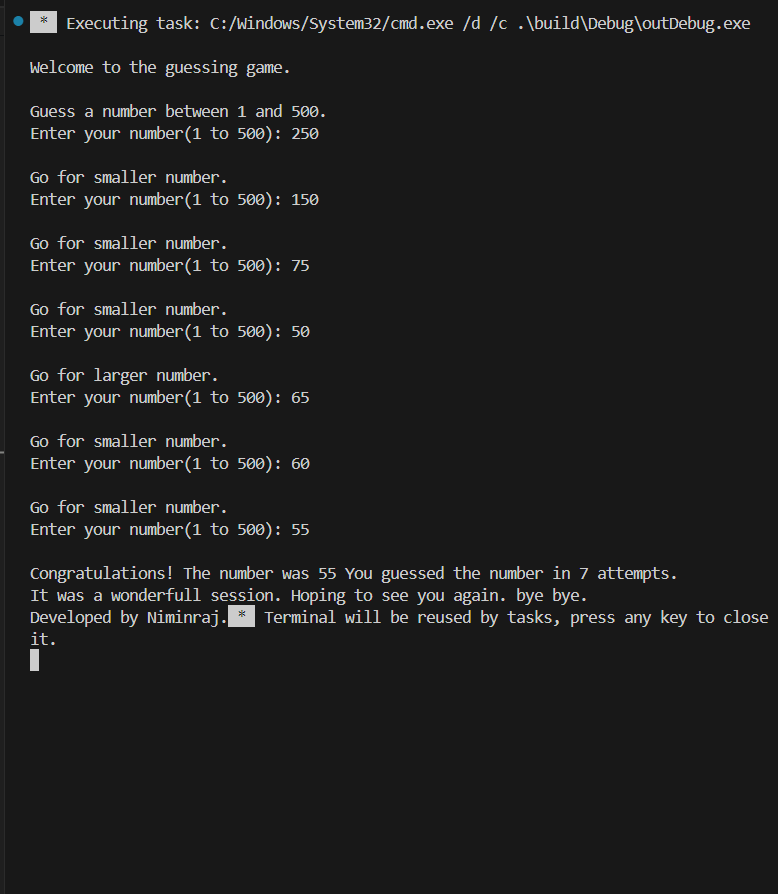 * Executing task: C:/Windows/System32/cmd.exe /d /c .\build\Debug\outDebug.exe
Welcome to the guessing game.
Guess a number between 1 and 500.
Enter your number(1 to 500): 250
Go for smaller number.
Enter your number(1 to 500): 150
Go for smaller number.
Enter your number(1 to 500): 75
Go for smaller number.
Enter your number(1 to 500): 50
Go for larger number.
Enter your number(1 to 500): 65
Go for smaller number.
Enter your number(1 to 500): 60
Go for smaller number.
Enter your number(1 to 500): 55
Congratulations! The number was 55 You guessed the number in 7 attempts.
It was a wonderfull session. Hoping to see you again. bye bye.
Developed by Niminraj. * Terminal will be reused by tasks, press any key to close
it.